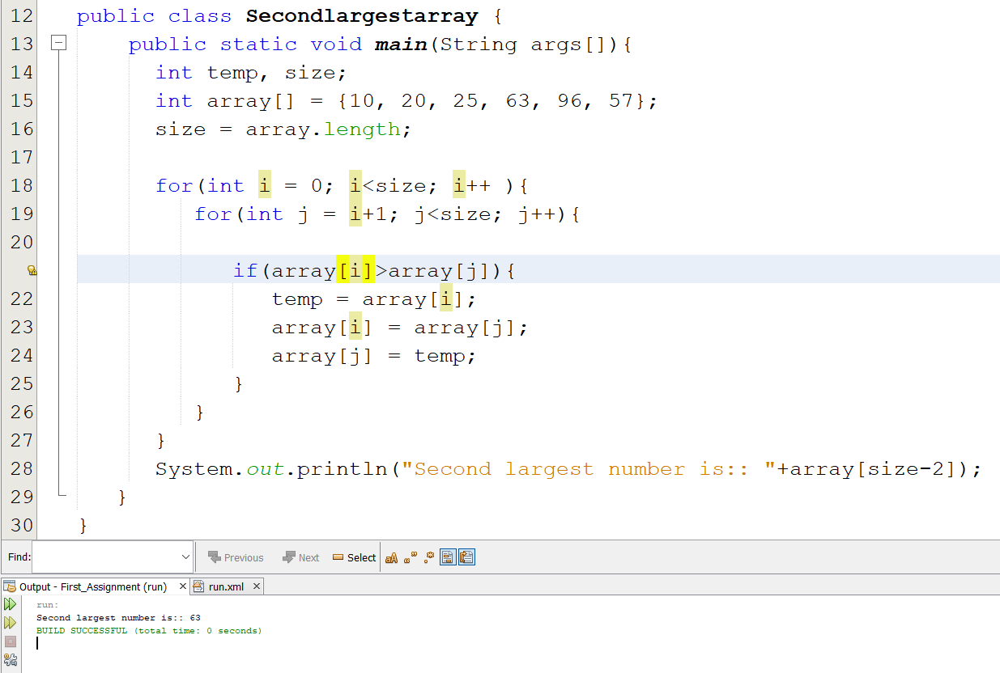 12 public class Secondlargestarray {
13 public static void main(String args[]){
14 int temp, size;
15 int array[] = {10, 20, 25, 63, 96, 57};
16 size = array.length;
17
18 for(int i = 0; i<size; i++ ){
19 for(int j = i+1; j<size; j++){
20
if(array[i]>array[j]){
22 temp = array[i];
23 array[i] = array[j];
24 array[j] = temp;
25 }
26 }
27 }
28 System.out.println("Second largest number is:: "+array[size-2]);
29 }
30 }
Find: Previous Next Select
Output - First_Assignment (run) run.xml
run:
Second largest number is:: 63
BUILD SUCCESSFUL (total time: 0 seconds)